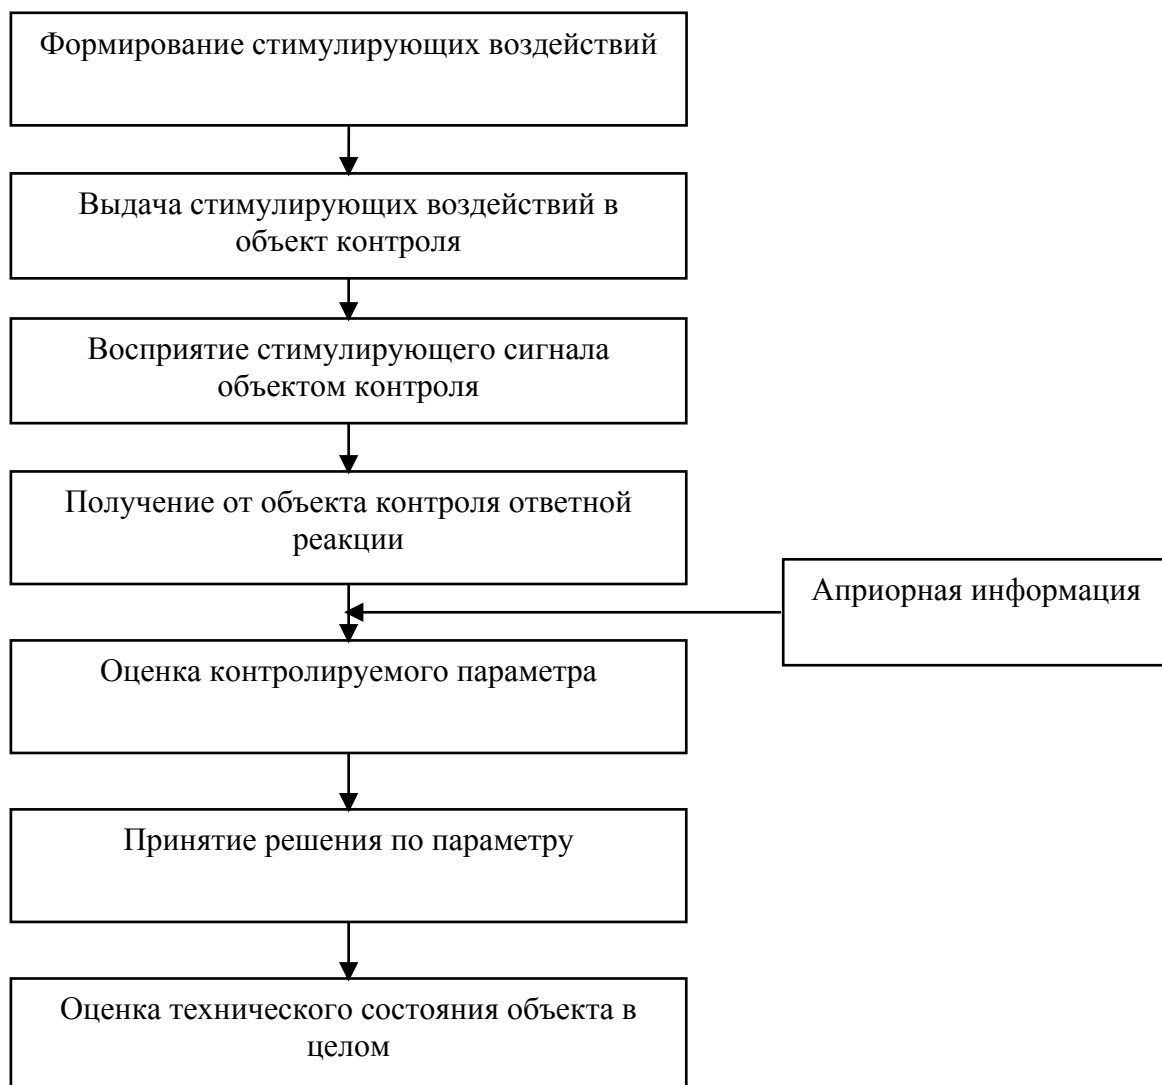 Формирование стимулирующих воздействий
Выдача стимулирующих воздействий в
объект контроля
Восприятие стимулирующего сигнала
объектом контроля
Получение от объекта контроля ответной
реакции
Априорная информация
Оценка контролируемого параметра
Принятие решения по параметру
Оценка технического состояния объекта в
целом